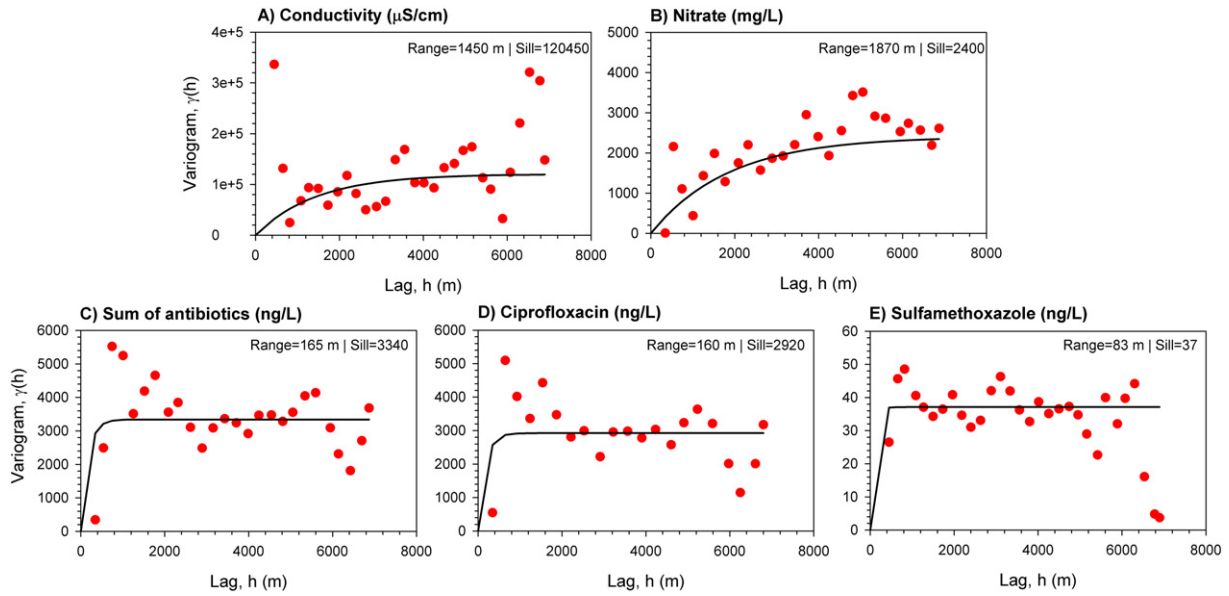 A) Conductivity (µS/cm)
Range=1450 m | Sill=120450
Variogram, γ(h)
4e+5
3e+5
2e+5
1e+5
0
0 2000 4000 6000 8000
Lag, h (m)
B) Nitrate (mg/L)
Range=1870 m | Sill=2400
5000
4000
3000
2000
1000
0
0 2000 4000 6000 8000
Lag, h (m)
C) Sum of antibiotics (ng/L)
Range=165 m | Sill=3340
Variogram, γ(h)
6000
5000
4000
3000
2000
1000
0
0 2000 4000 6000 8000
Lag, h (m)
D) Ciprofloxacin (ng/L)
Range=160 m | Sill=2920
6000
5000
4000
3000
2000
1000
0
0 2000 4000 6000 8000
Lag, h (m)
E) Sulfamethoxazole (ng/L)
Range=83 m | Sill=37
60
50
40
30
20
10
0
0 2000 4000 6000 8000
Lag, h (m)